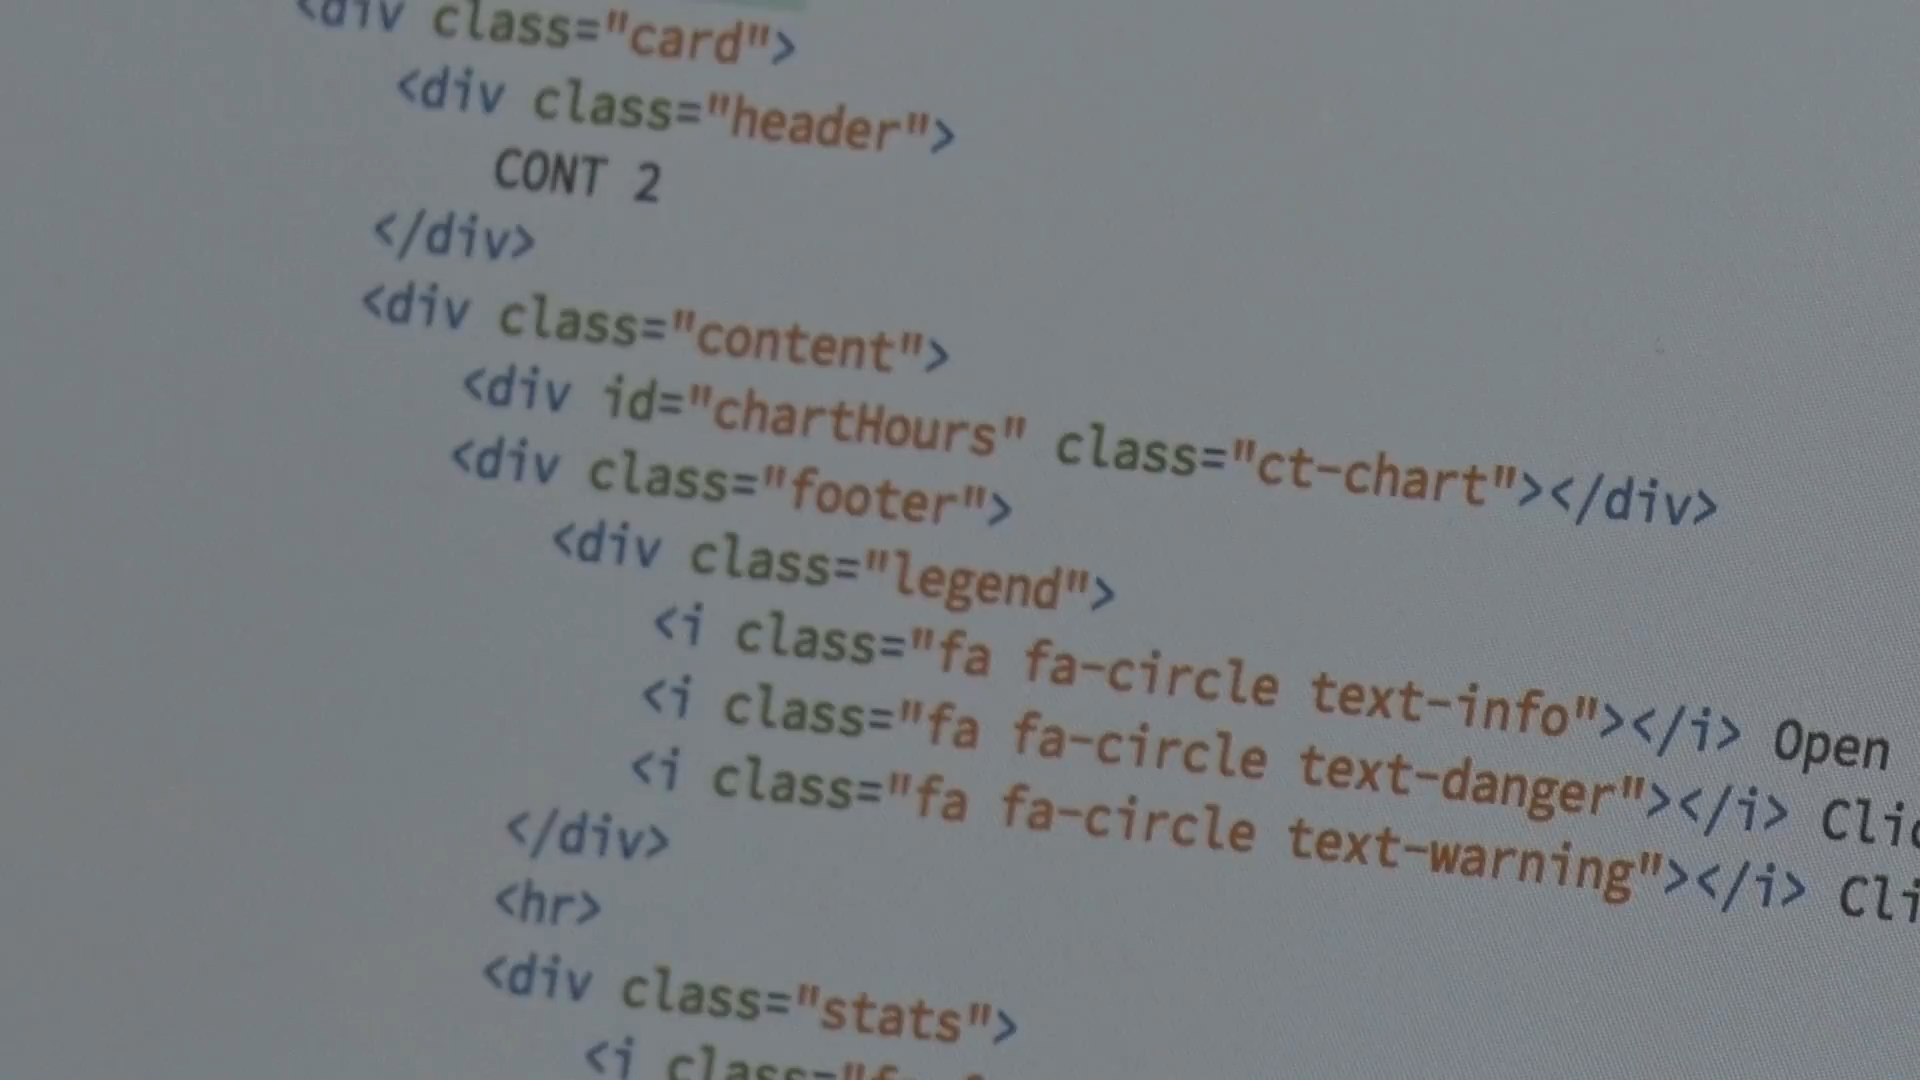 <div class="card">
<div class="header">
CONT 2
</div>
<div class="content">
<div id="chartHours" class="ct-chart"></div>
<div class="footer">
<div class="legend">
<i class="fa fa-circle text-info"></i> Open
<i class="fa fa-circle text-danger"></i>
<i class="fa fa-circle text-warning"></i>
</div>
<hr>
<div class="stats">
<i